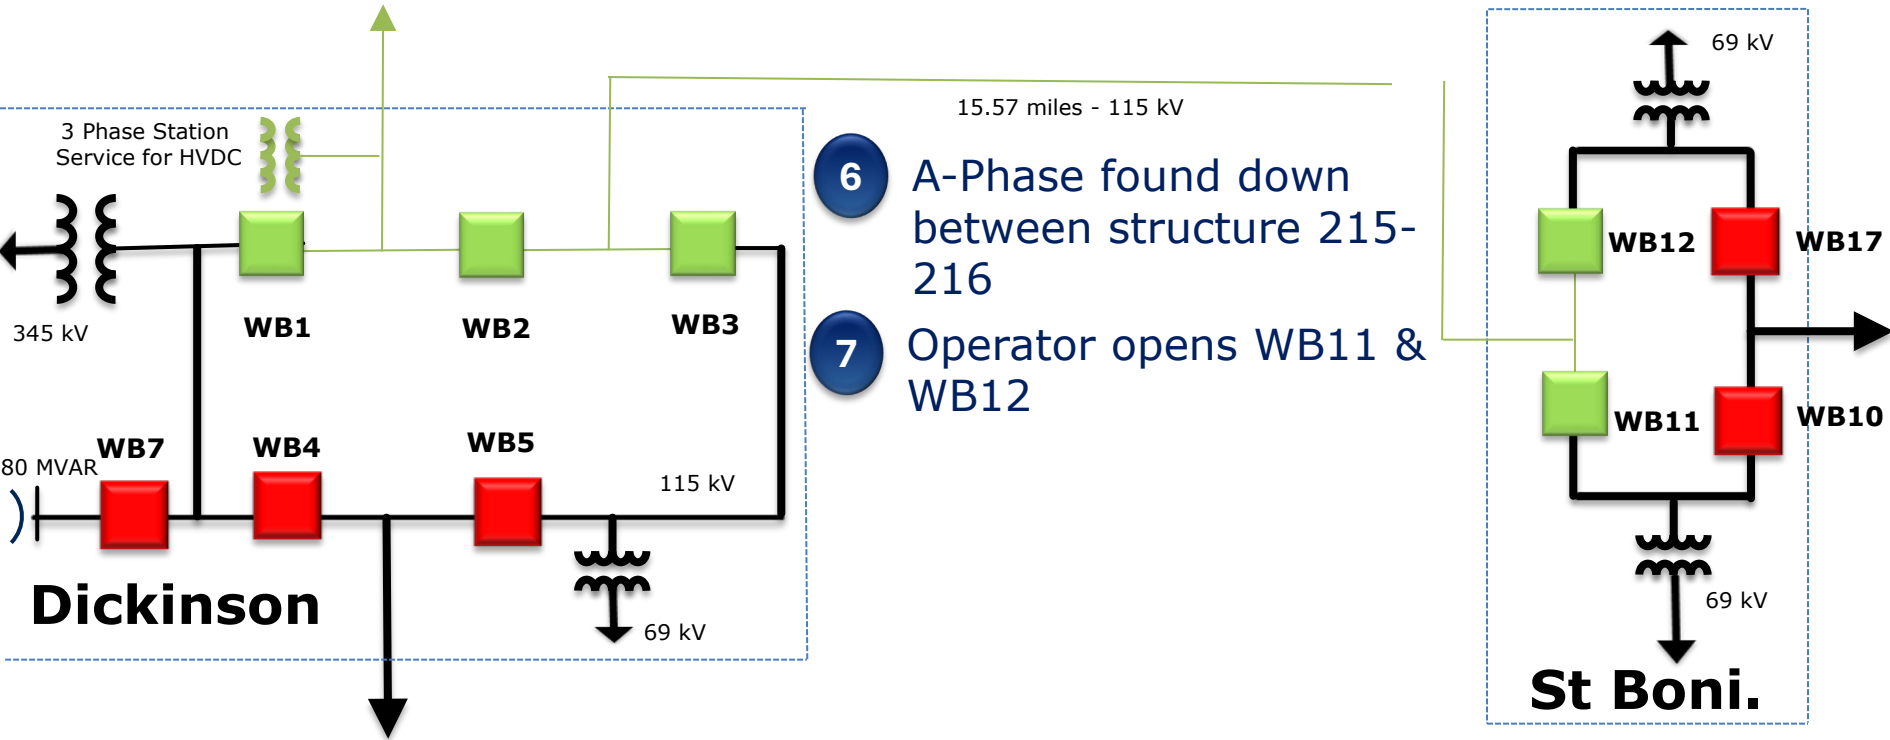 69 kV
15.57 miles - 115 kV
3 Phase Station
Service for HVDC
6
A-Phase found down
between structure 215-
216
WB12
WB17
345 kV
WB1
WB2
WB3
7
Operator opens WB11 &
WB12
WB11
WB10
WB7
WB4
WB5
80 MVAR
115 kV
Dickinson
69 kV
69 kV
St Boni.